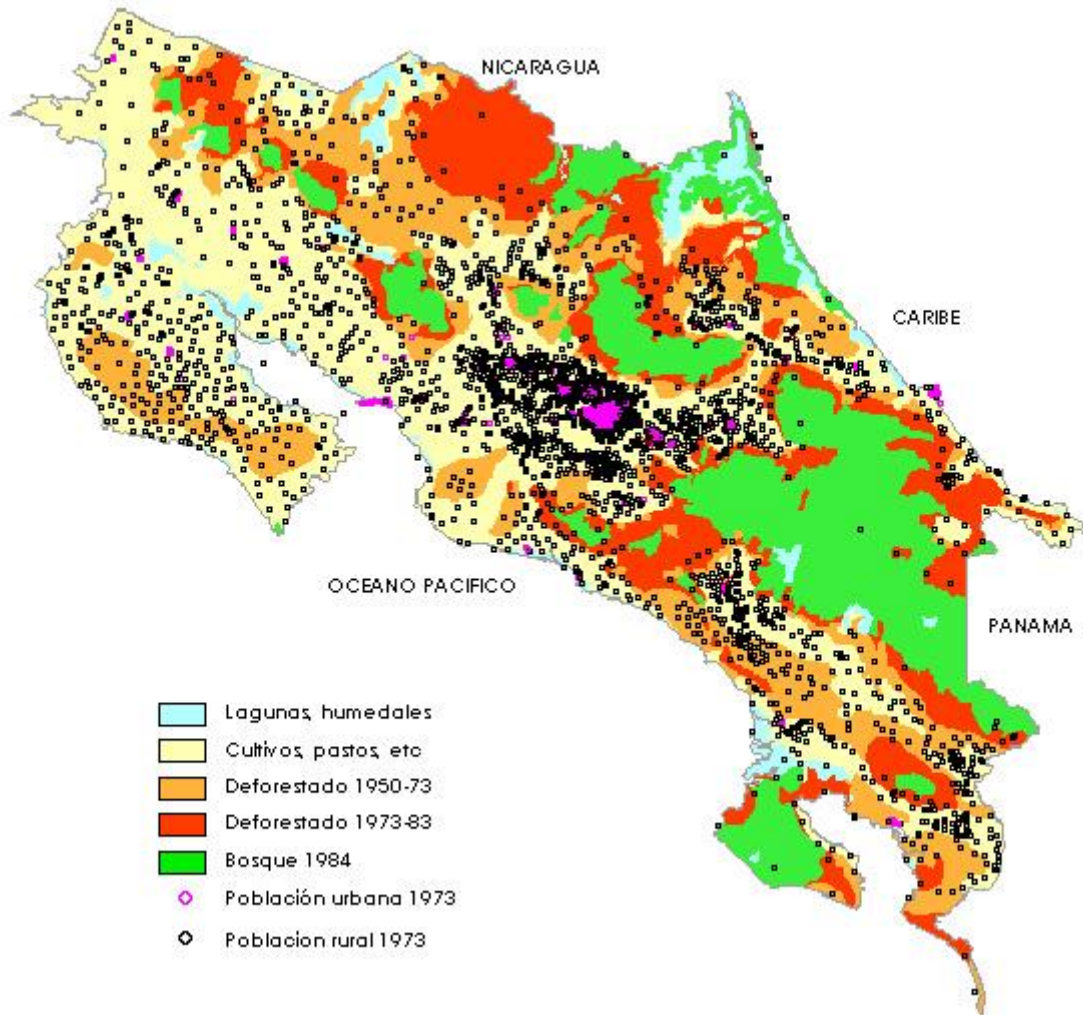 NICARAGUA
CARIBE
OCEANO PACIFICO
PANAMA
Lagunas, humedales
Cultivos, pastos, etc
Deforestado 1950-73
Deforestado 1973-83
Bosque 1984
Población urbana 1973
Poblacion rural 1973